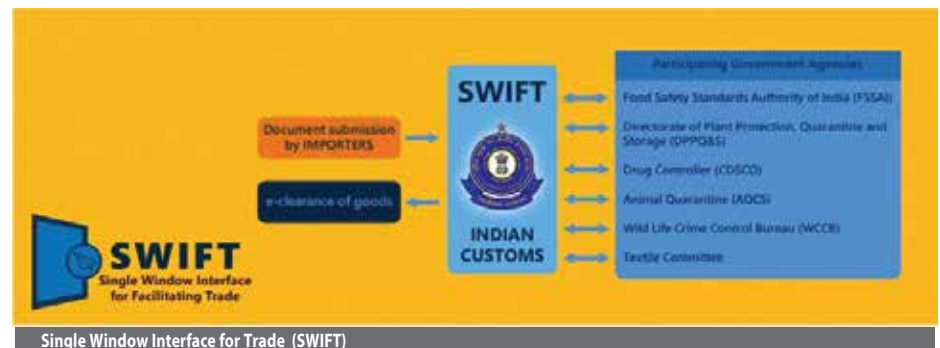 Participating Government Agencies
SWIFT
Food Safety Standards Authority of India (FSSAI)
Document submission
by IMPORTERS
Directorate of Plant Protection, Quarantine and
Storage (DPPQ&S)
Drug Controller (CDSCO)
e-clearance of goods
Animal Quarantine (AQCS)
INDIAN
CUSTOMS
Wild Life Crime Control Bureau (WCCB)
Textile Committee
SWIFT
Single Window Interface
for Facilitating Trade
Single Window Interface for Trade (SWIFT)